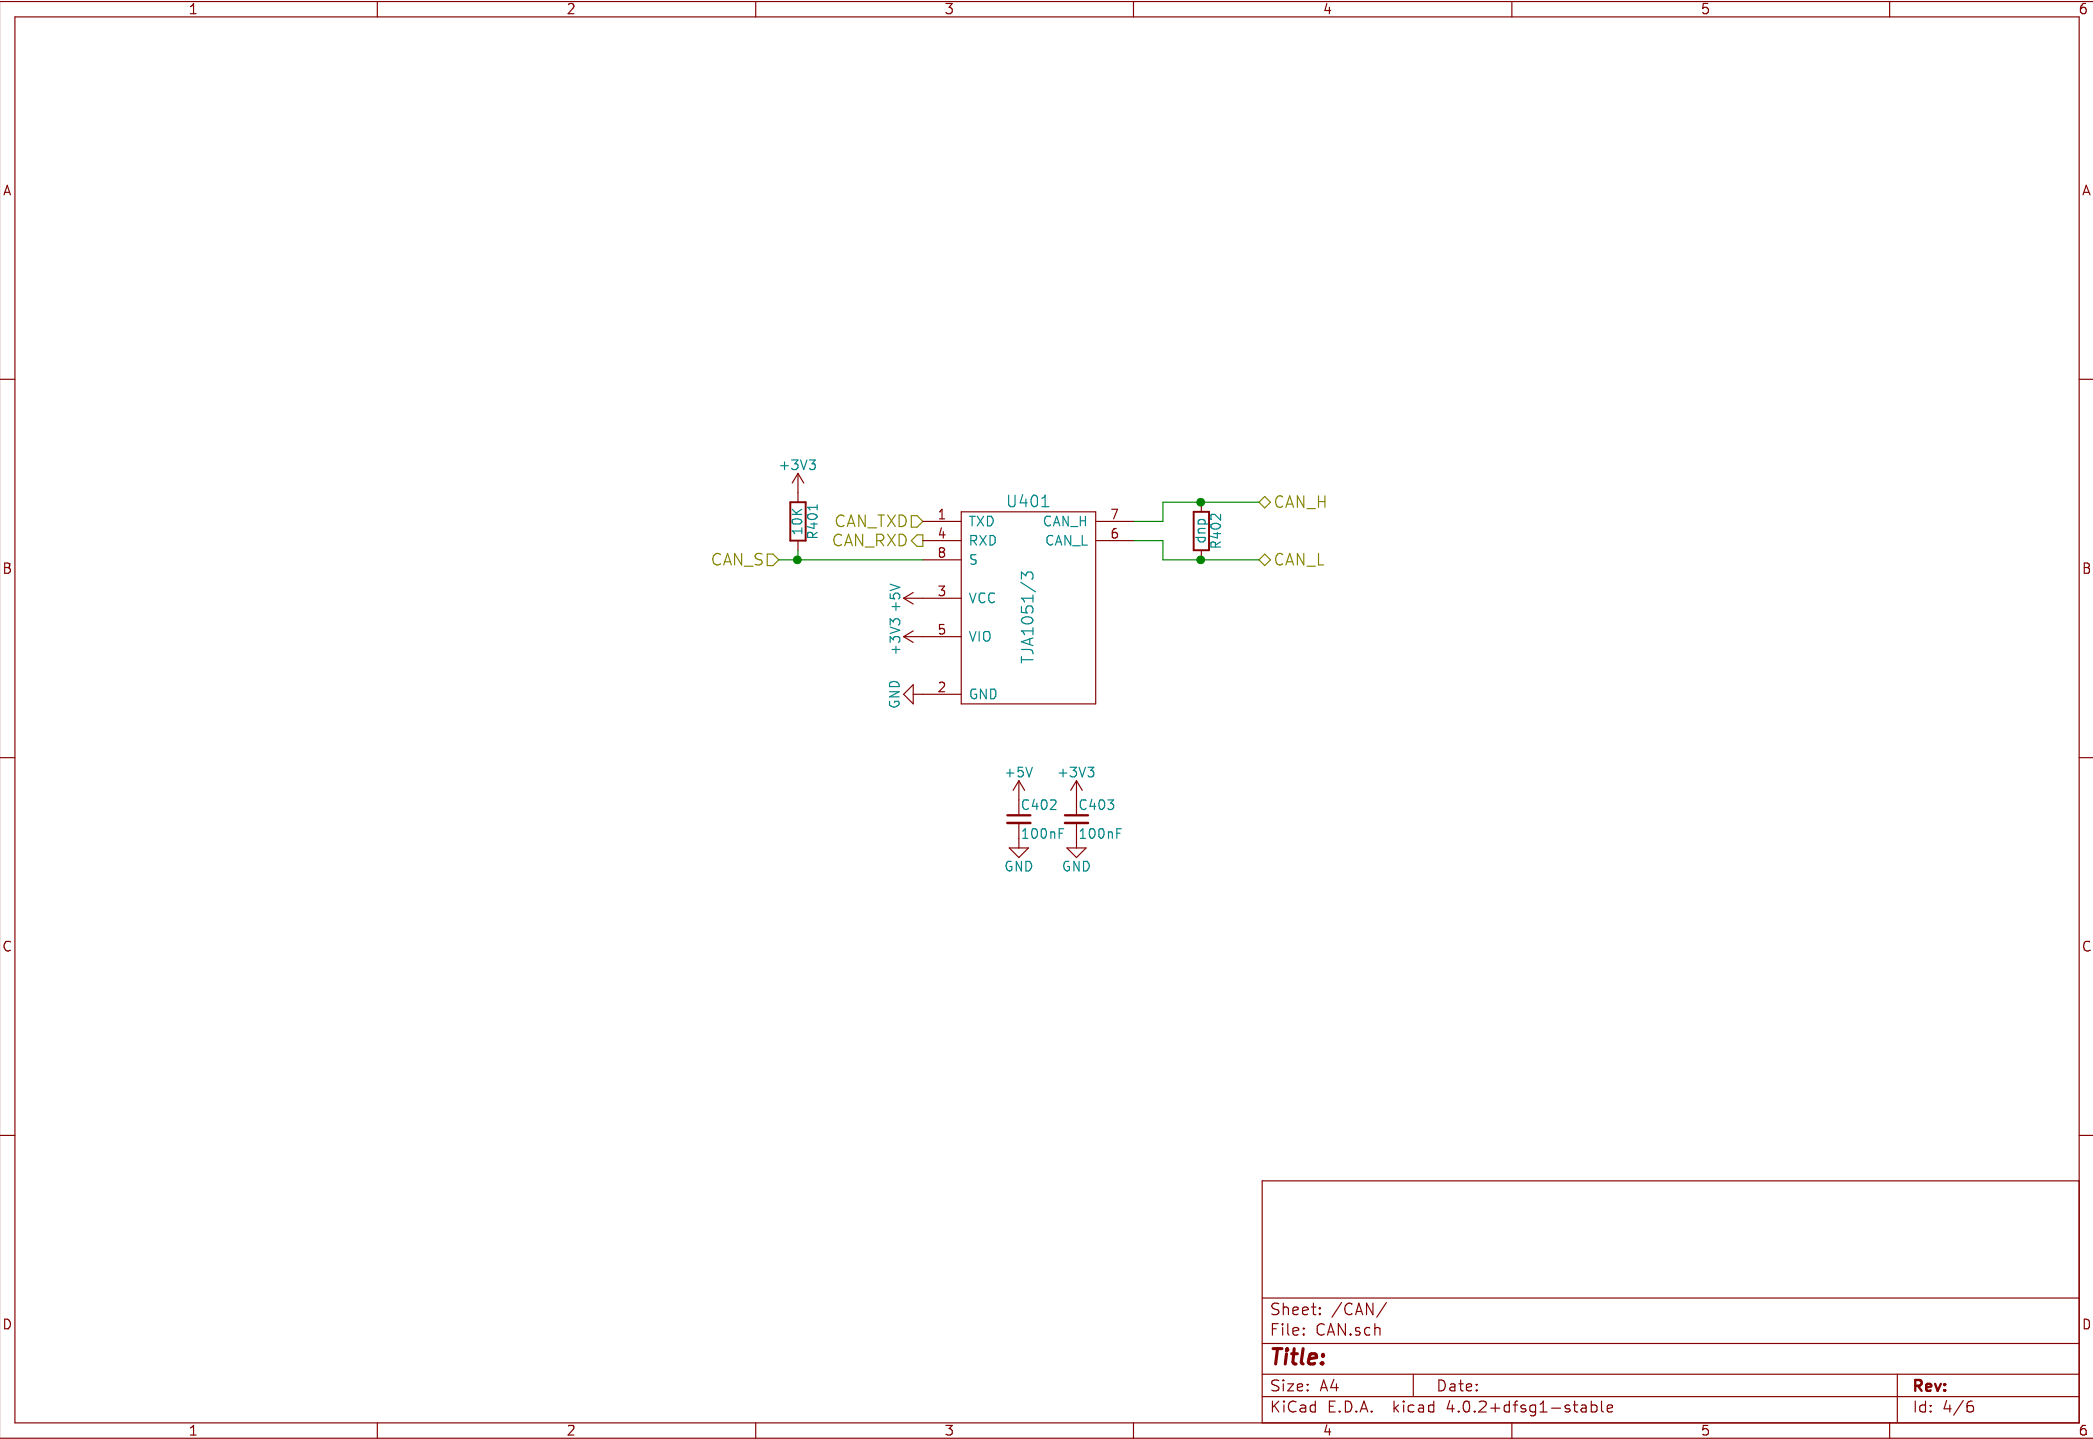 1 2 3 4 5 6
A A
+3V3
10K
R401
CAN_TXD
CAN_RXD
CAN_S
U401
1 TXD
4 RXD
8 S
+5V 3 VCC
+3V3 5 VIO
GND 2 GND
TJA1051/3
CAN_H 7
CAN_L 6
dnp
R402
CAN_H
CAN_L
B B
+5V +3V3
C402 C403
100nF 100nF
GND GND
C C
D D
Sheet: /CAN/
File: CAN.sch
Title:
Size: A4 Date: Rev:
KiCad E.D.A. kicad 4.0.2+dfsg1-stable Id: 4/6
1 2 3 4 5 6